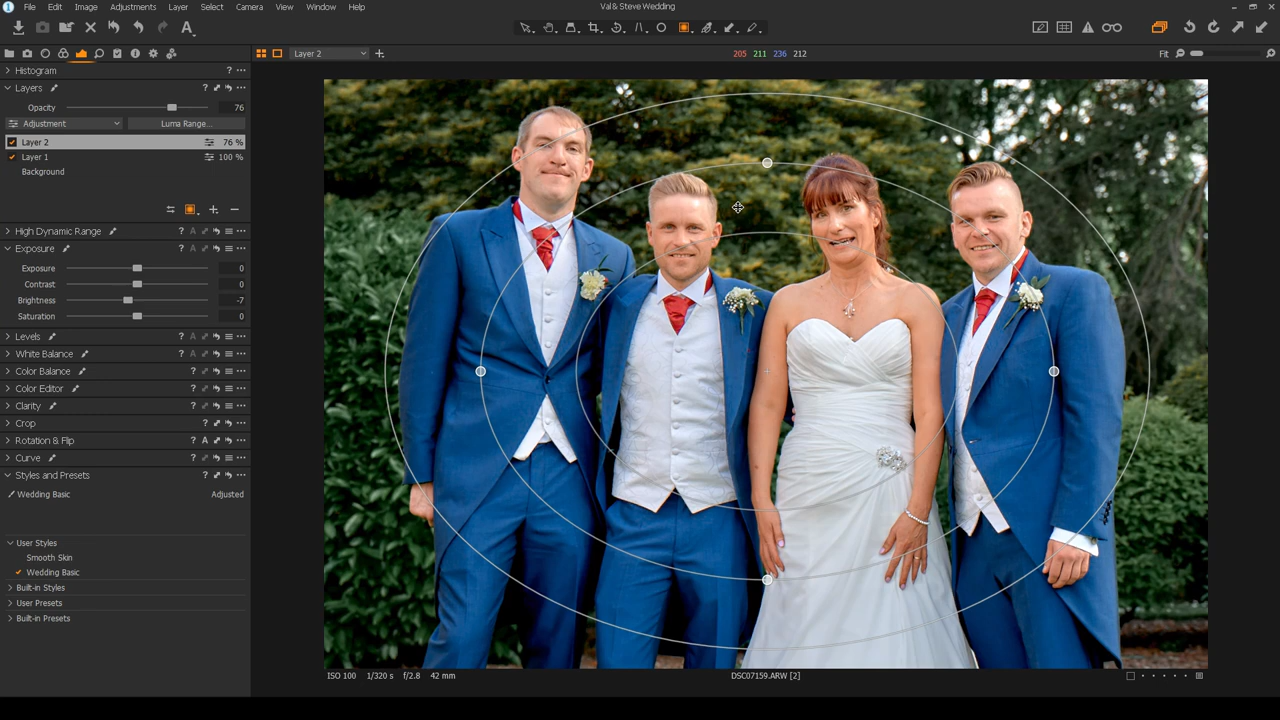 File Edit Image Adjustments Layer Select Camera View Window Help
Val & Steve Wedding
Layer 2
205 211 236 212
Fit
Histogram
Layers
Opacity 76
Adjustment Luma Range...
Layer 2 76 %
Layer 1 100 %
Background
High Dynamic Range
Exposure
Exposure 0
Contrast 0
Brightness -7
Saturation 0
Levels
White Balance
Color Balance
Color Editor
Clarity
Crop
Rotation & Flip
Curve
Styles and Presets
Wedding Basic Adjusted
User Styles
Smooth Skin
Wedding Basic
Built-in Styles
User Presets
Built-in Presets
ISO 100 1/320 s f/2.8 42 mm
DSC07159.ARW [2]